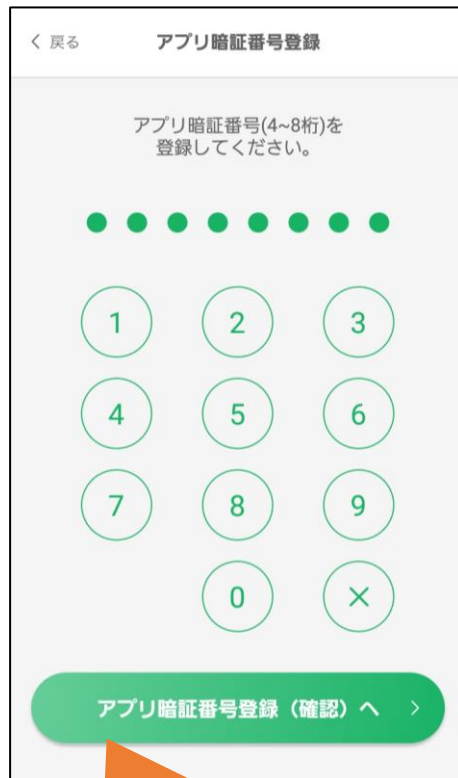 戻る
アプリ暗証番号登録
アプリ暗証番号(4~8桁)を
登録してください。
1 2 3
4 5 6
7 8 9
0 ×
アプリ暗証番号登録（確認）へ